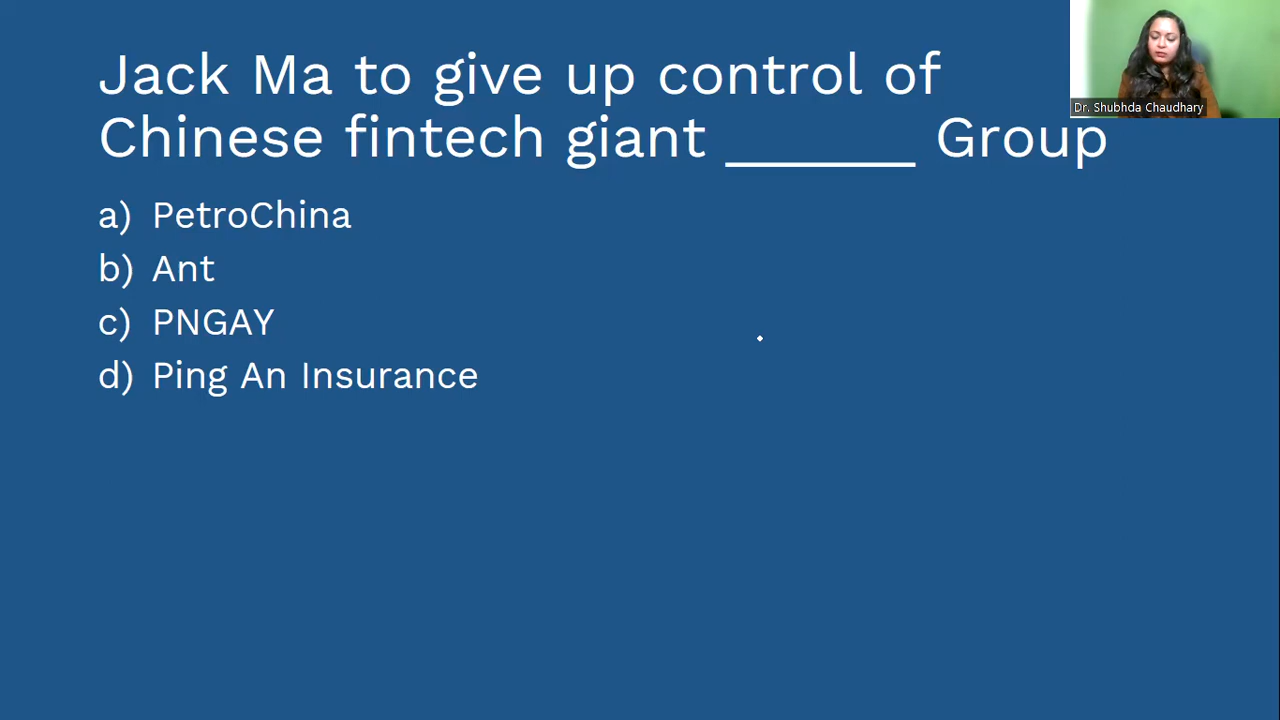 Jack Ma to give up control of
Chinese fintech giant _______ Group
a) PetroChina
b) Ant
c) PNGAY
d) Ping An Insurance
Dr. Shubhda Chaudhary